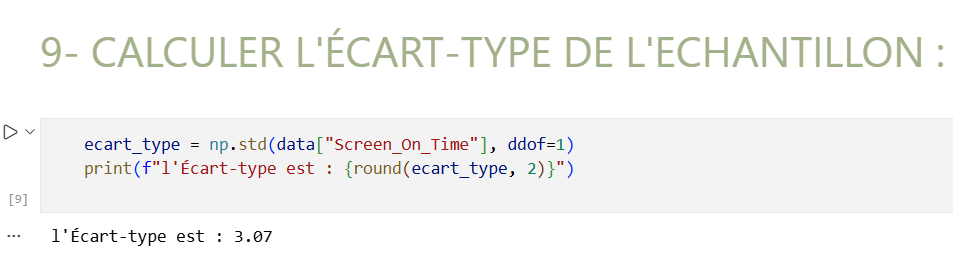 9- CALCULER L'ÉCART-TYPE DE L'ECHANTILLON :
ecart_type = np.std(data["Screen_On_Time"], ddof=1)
print(f"l'Écart-type est : {round(ecart_type, 2)}")
[9]
... l'Écart-type est : 3.07